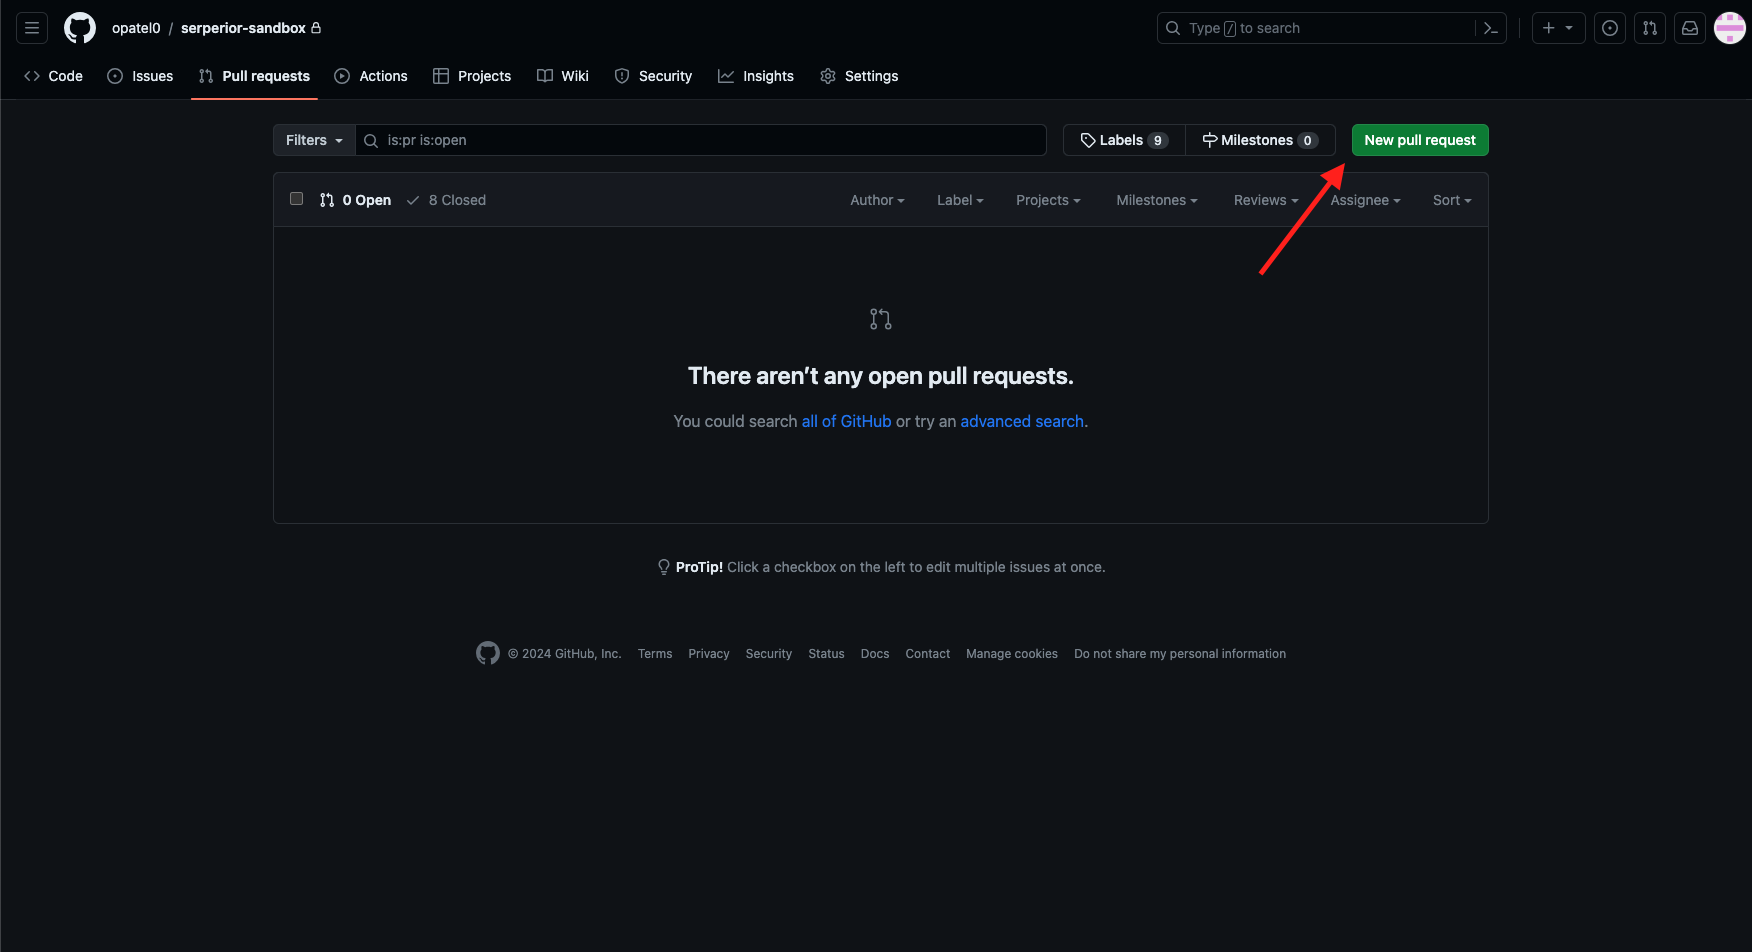 opatel0 / serperior-sandbox
Type / to search
Code Issues Pull requests Actions Projects Wiki Security Insights Settings
Filters is:pr is:open Labels 9 Milestones 0 New pull request
0 Open 8 Closed Author Label Projects Milestones Reviews Assignee Sort
There aren’t any open pull requests.
You could search all of GitHub or try an advanced search.
ProTip! Click a checkbox on the left to edit multiple issues at once.
© 2024 GitHub, Inc. Terms Privacy Security Status Docs Contact Manage cookies Do not share my personal information